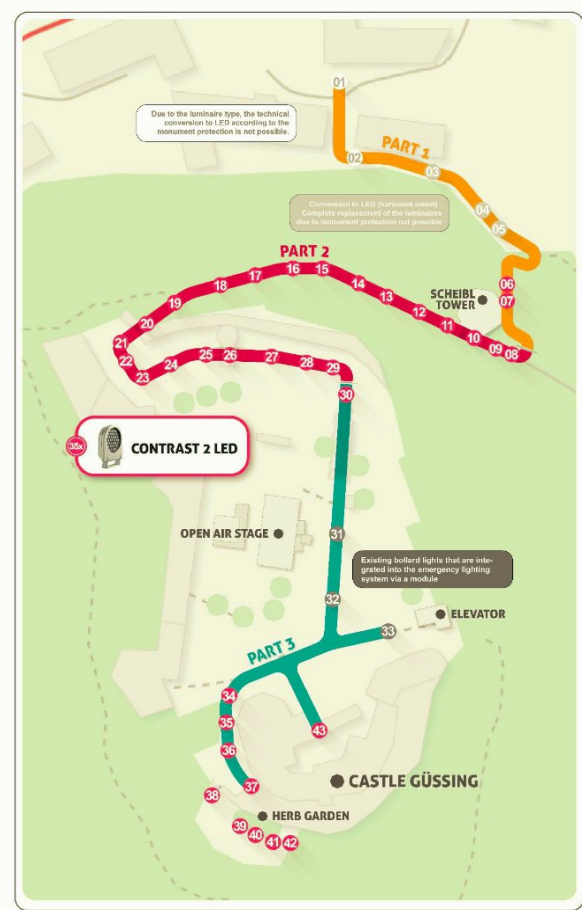 01
Due to the luminaire type, the technical
conversion to LED according to the
monument protection is not possible.
PART 1
02
03
04
05
Conversion to LED (luminaire insert) -
Complete replacement of the luminaires
due to monument protection not possible
PART 2
06
07
SCHEIBL
TOWER
08
09
10
11
12
13
14
15
16
17
18
19
20
21
22
23
24
25
26
27
28
29
30
35x
CONTRAST 2 LED
OPEN AIR STAGE
31
Existing bollard lights that are inte-
grated into the emergency lighting
system via a module
32
33
ELEVATOR
PART 3
34
35
36
37
43
CASTLE GÜSSING
38
HERB GARDEN
39
40
41
42